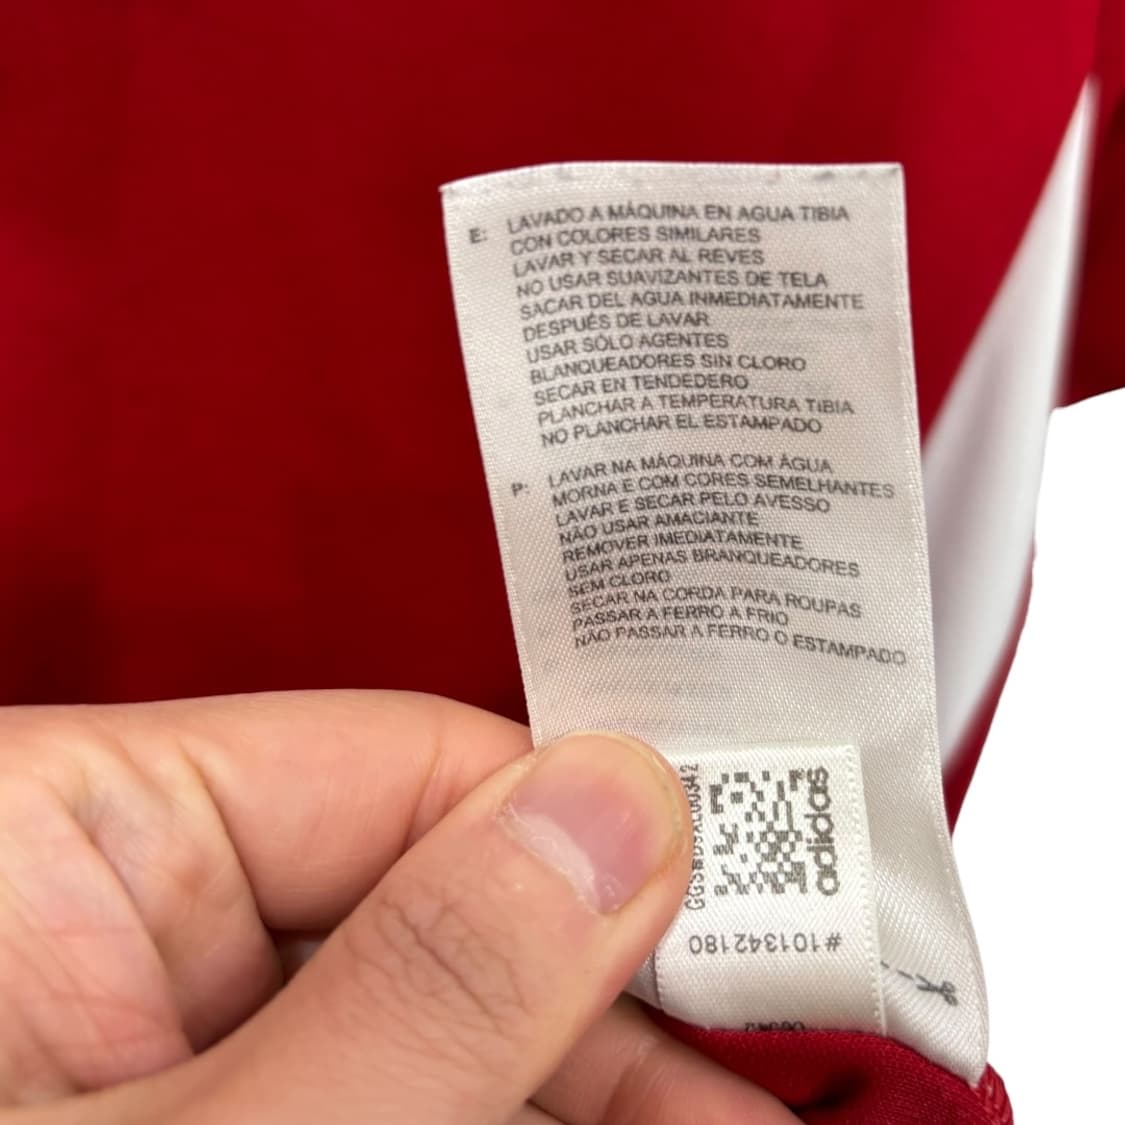 E: LAVADO A MÁQUINA EN AGUA TIBIA
CON COLORES SIMILARES
LAVAR Y SECAR AL REVES
NO USAR SUAVIZANTES DE TELA
SACAR DEL AGUA INMEDIATAMENTE
DESPUÉS DE LAVAR
USAR SÓLO AGENTES
BLANQUEADORES SIN CLORO
SECAR EN TENDEDERO
PLANCHAR A TEMPERATURA TIBIA
NO PLANCHAR EL ESTAMPADO
P: LAVAR NA MÁQUINA COM ÁGUA
MORNA E COM CORES SEMELHANTES
LAVAR E SECAR PELO AVESSO
NÃO USAR AMACIANTE
REMOVER IMEDIATAMENTE
USAR APENAS BRANQUEADORES
SEM CLORO
SECAR NA CORDA PARA ROUPAS
PASSAR A FERRO A FRIO
NÃO PASSAR A FERRO O ESTAMPADO
adidas
#101342180